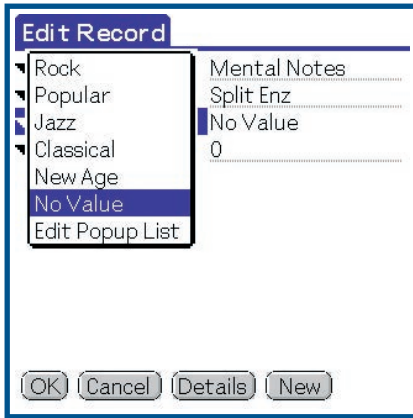 Edit Record
Rock Mental Notes
Popular Split Enz
Jazz No Value
Classical 0
New Age
No Value
Edit Popup List
OK Cancel Details New